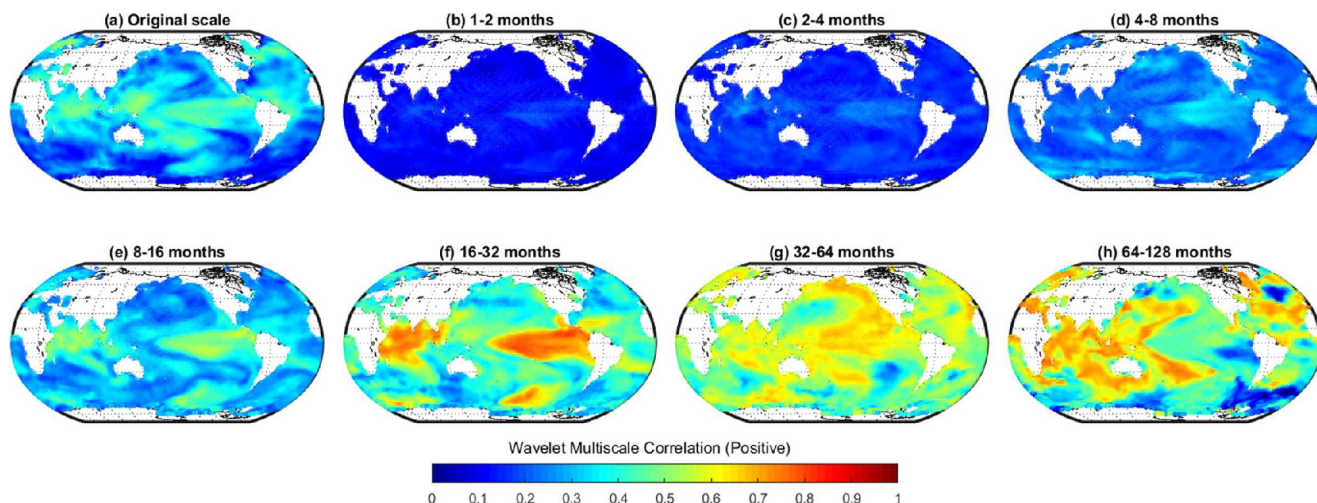 (a) Original scale
(b) 1-2 months
(c) 2-4 months
(d) 4-8 months
(e) 8-16 months
(f) 16-32 months
(g) 32-64 months
(h) 64-128 months
Wavelet Multiscale Correlation (Positive)
0 0.1 0.2 0.3 0.4 0.5 0.6 0.7 0.8 0.9 1